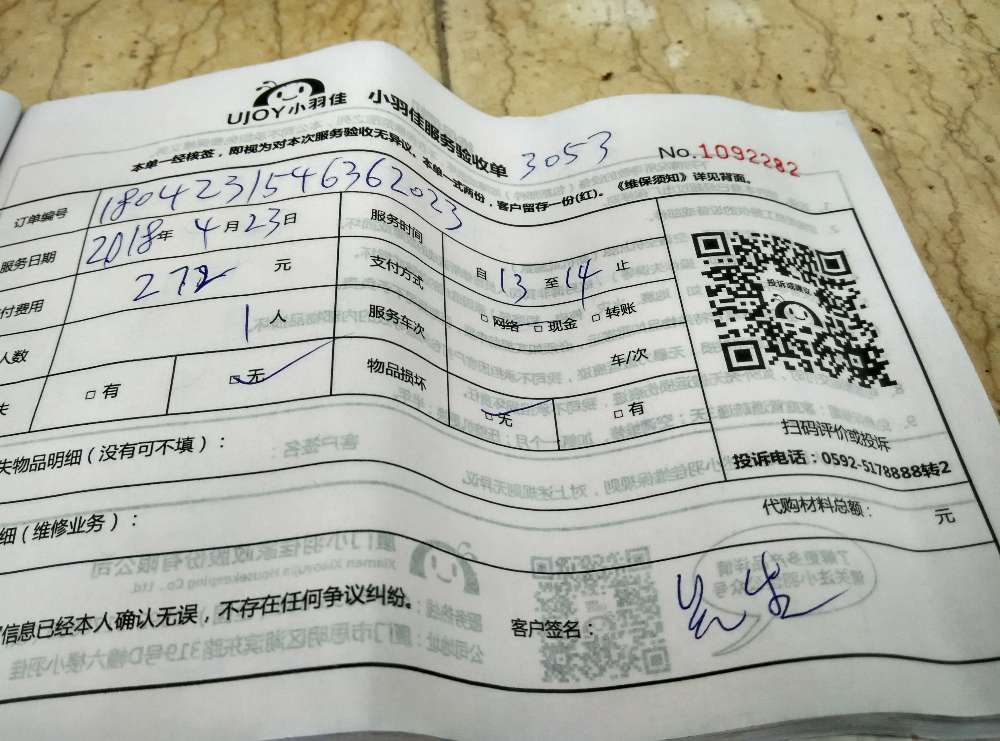 UJOY小羽佳 小羽佳服务验收单 3053 No.1092282
本单一经核签，即视为对本次服务验收无异议。本单一式两份，客户留存一份(红)。《维保须知》详见背面。
订单编号 1804231546362023
服务日期 2018年 4月23日 服务时间 自 13 至 14 止
付费用 272 元 支付方式 □网络 □现金 □转账
人数 1 人 服务车次 车/次
失 □有 □无 物品损坏 □无 □有
投诉或建议
扫码评价或投诉
投诉电话：0592-5178888转2
失物品明细（没有可不填）：
细（维修业务）： 代购材料总额： 元
信息已经本人确认无误，不存在任何争议纠纷。
客户签名：